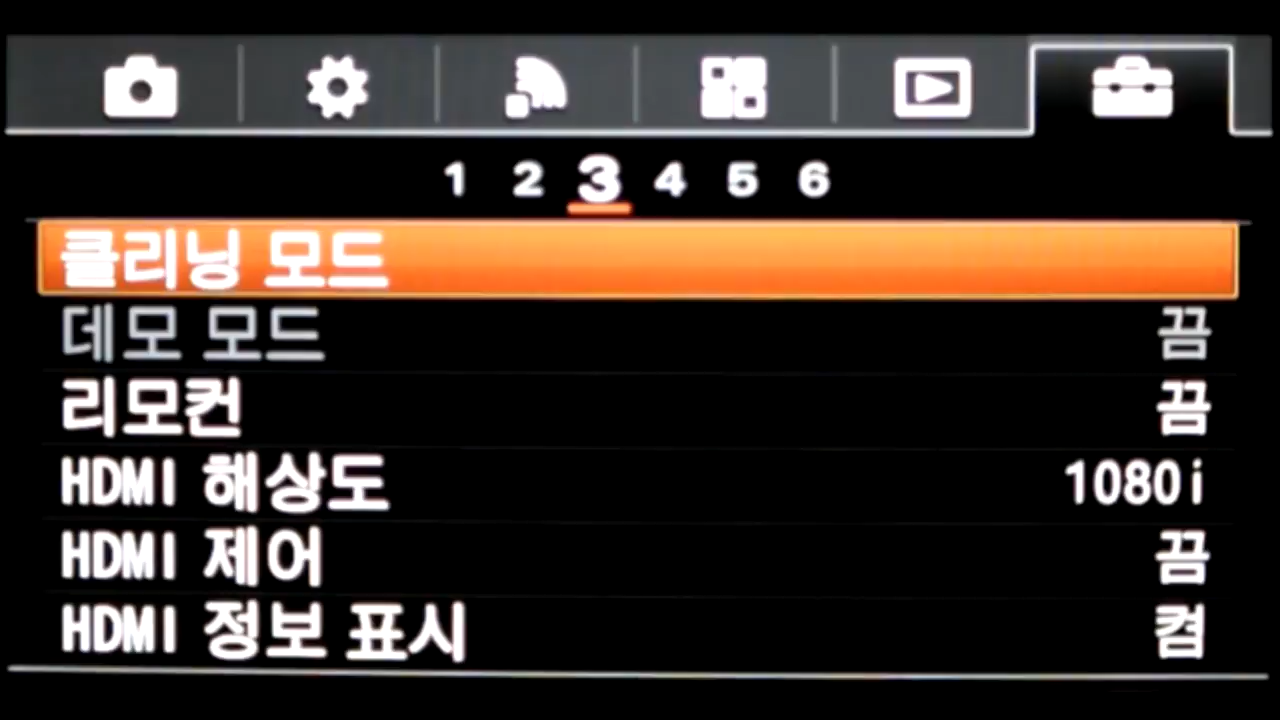 1 2 3 4 5 6
클리닝 모드
데모 모드 끔
리모컨 끔
HDMI 해상도 1080i
HDMI 제어 끔
HDMI 정보 표시 켬